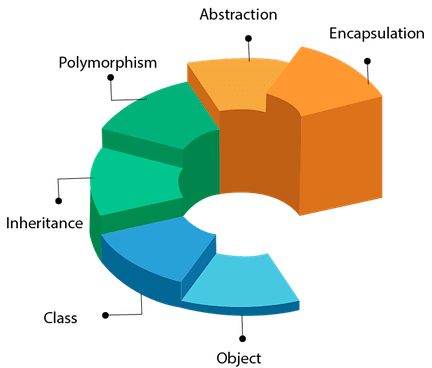 Abstraction
Encapsulation
Polymorphism
Inheritance
Class
Object